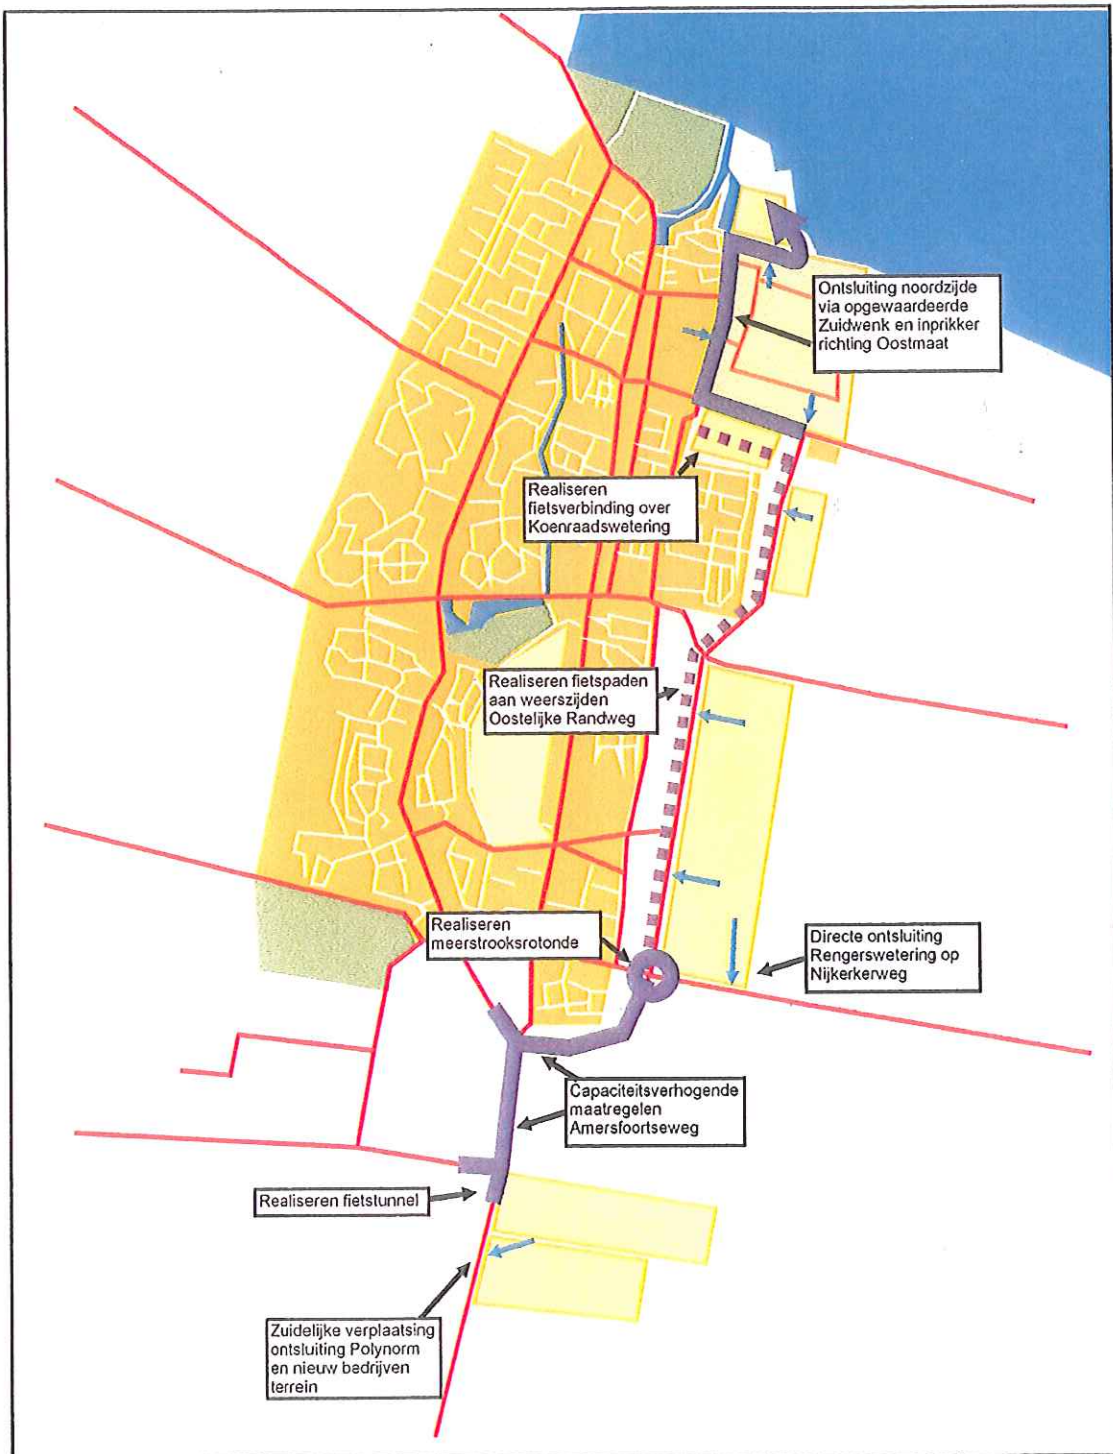 Ontsluiting noordzijde
via opgewaardeerde
Zuidwenk en inprikker
richting Oostmaat
Realiseren
fietsverbinding over
Koenraadswetering
Realiseren fietspaden
aan weerszijden
Oostelijke Randweg
Realiseren
meerstrooksrotonde
Directe ontsluiting
Rengerswetering op
Nijkerkerweg
Capaciteitsverhogende
maatregelen
Amersfoortseweg
Realiseren fietstunnel
Zuidelijke verplaatsing
ontsluiting Polynorm
en nieuw bedrijven
terrein